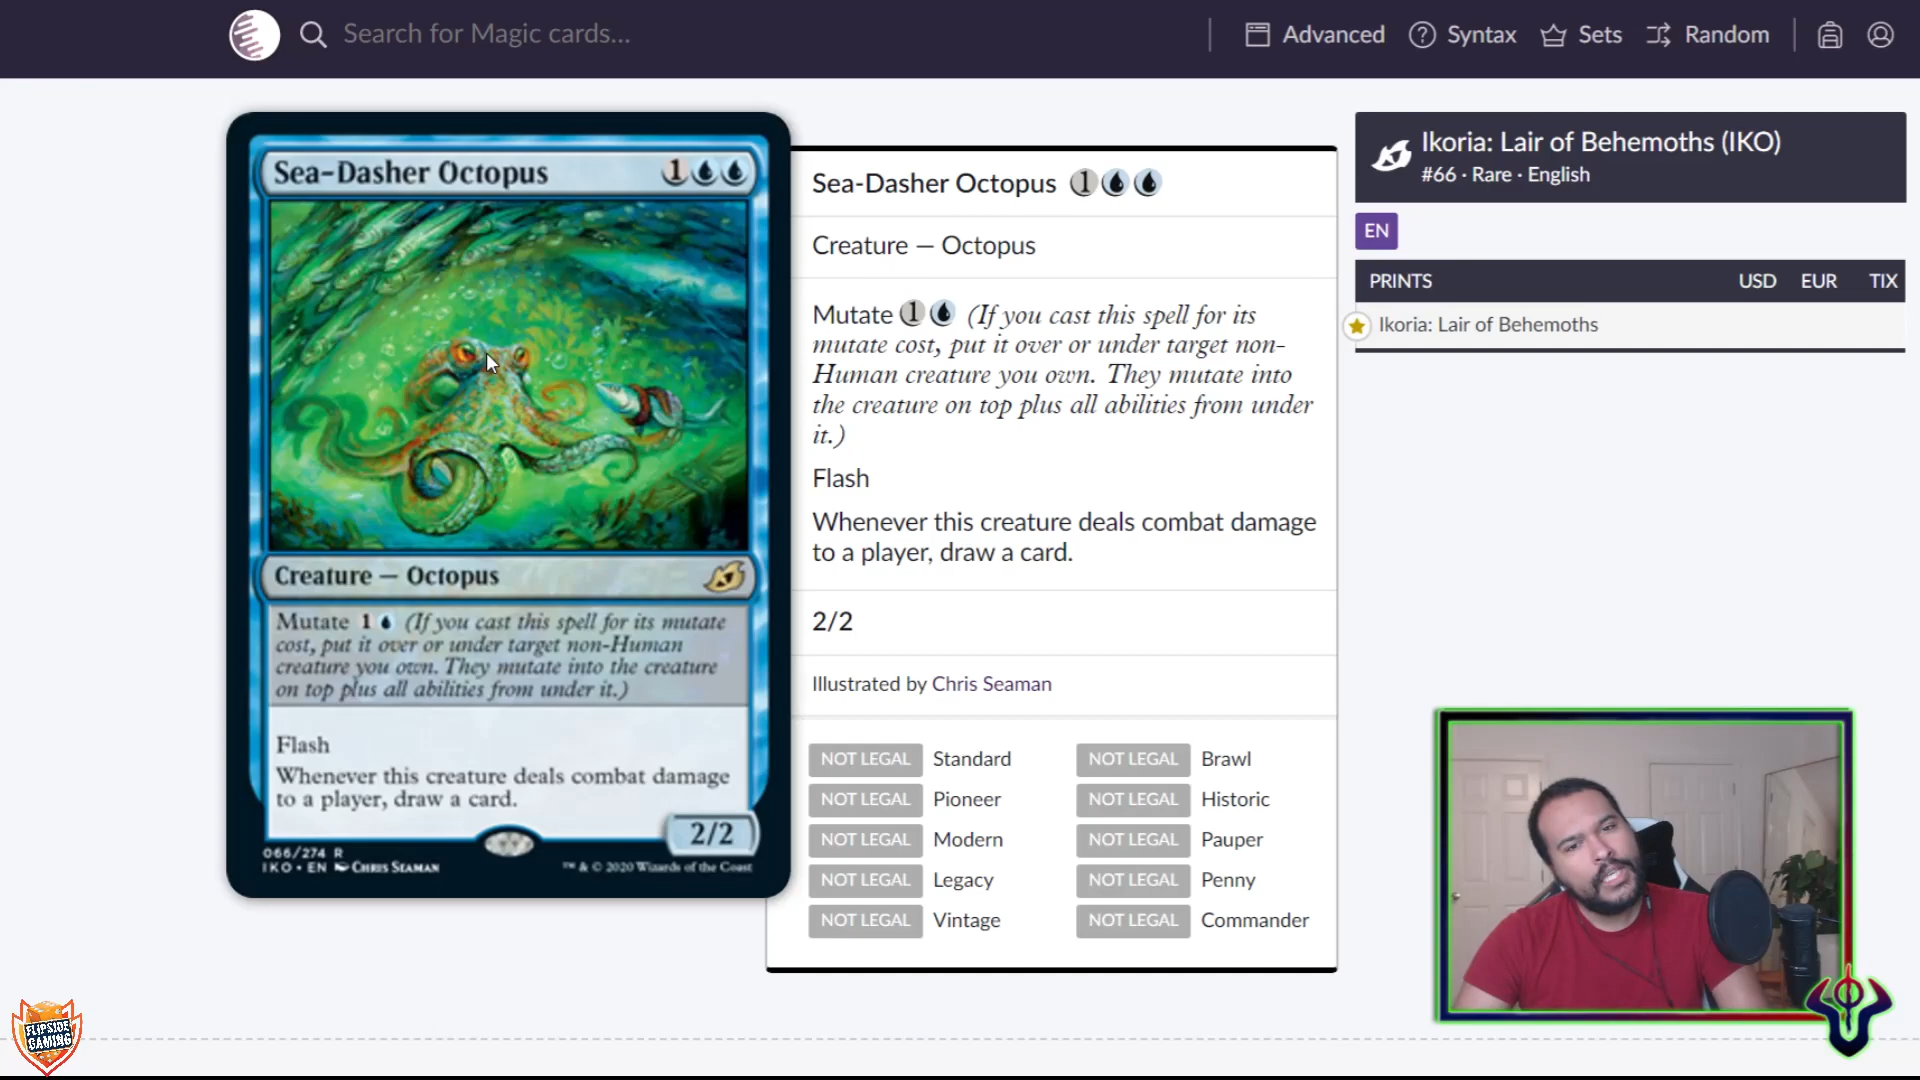 Search for Magic cards...
Advanced
Syntax
Sets
Random
Sea-Dasher Octopus 1
Creature — Octopus
Mutate 1 (If you cast this spell for its mutate
cost, put it over or under target non-Human
creature you own. They mutate into the creature
on top plus all abilities from under it.)
Flash
Whenever this creature deals combat damage
to a player, draw a card.
2/2
066/274 R
IKO • EN Chris Seaman
™ & © 2020 Wizards of the Coast
Sea-Dasher Octopus 1
Creature — Octopus
Mutate 1 (If you cast this spell for its
mutate cost, put it over or under target non-
Human creature you own. They mutate into
the creature on top plus all abilities from under
it.)
Flash
Whenever this creature deals combat damage
to a player, draw a card.
2/2
Illustrated by Chris Seaman
NOT LEGAL Standard NOT LEGAL Brawl
NOT LEGAL Pioneer NOT LEGAL Historic
NOT LEGAL Modern NOT LEGAL Pauper
NOT LEGAL Legacy NOT LEGAL Penny
NOT LEGAL Vintage NOT LEGAL Commander
Ikoria: Lair of Behemoths (IKO)
#66 · Rare · English
EN
PRINTS USD EUR TIX
Ikoria: Lair of Behemoths
FLIPSIDE
GAMING